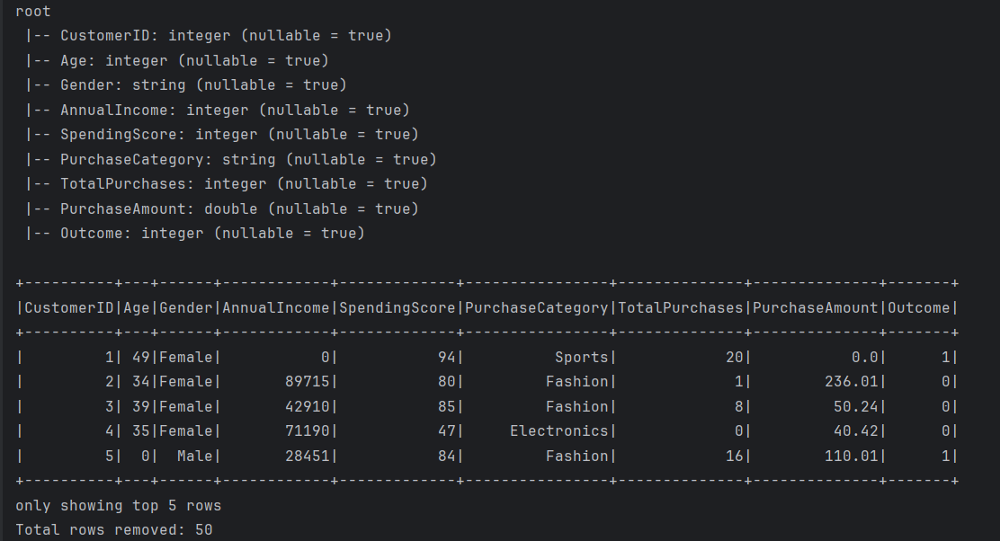 root
 |-- CustomerID: integer (nullable = true)
 |-- Age: integer (nullable = true)
 |-- Gender: string (nullable = true)
 |-- AnnualIncome: integer (nullable = true)
 |-- SpendingScore: integer (nullable = true)
 |-- PurchaseCategory: string (nullable = true)
 |-- TotalPurchases: integer (nullable = true)
 |-- PurchaseAmount: double (nullable = true)
 |-- Outcome: integer (nullable = true)

+----------+---+------+------------+-------------+----------------+--------------+--------------+-------+
|CustomerID|Age|Gender|AnnualIncome|SpendingScore|PurchaseCategory|TotalPurchases|PurchaseAmount|Outcome|
+----------+---+------+------------+-------------+----------------+--------------+--------------+-------+
|         1| 49|Female|           0|           94|          Sports|            20|           0.0|      1|
|         2| 34|Female|       89715|           80|         Fashion|             1|        236.01|      0|
|         3| 39|Female|       42910|           85|         Fashion|             8|         50.24|      0|
|         4| 35|Female|       71190|           47|     Electronics|             0|         40.42|      0|
|         5|  0|  Male|       28451|           84|         Fashion|            16|        110.01|      1|
+----------+---+------+------------+-------------+----------------+--------------+--------------+-------+
only showing top 5 rows
Total rows removed: 50